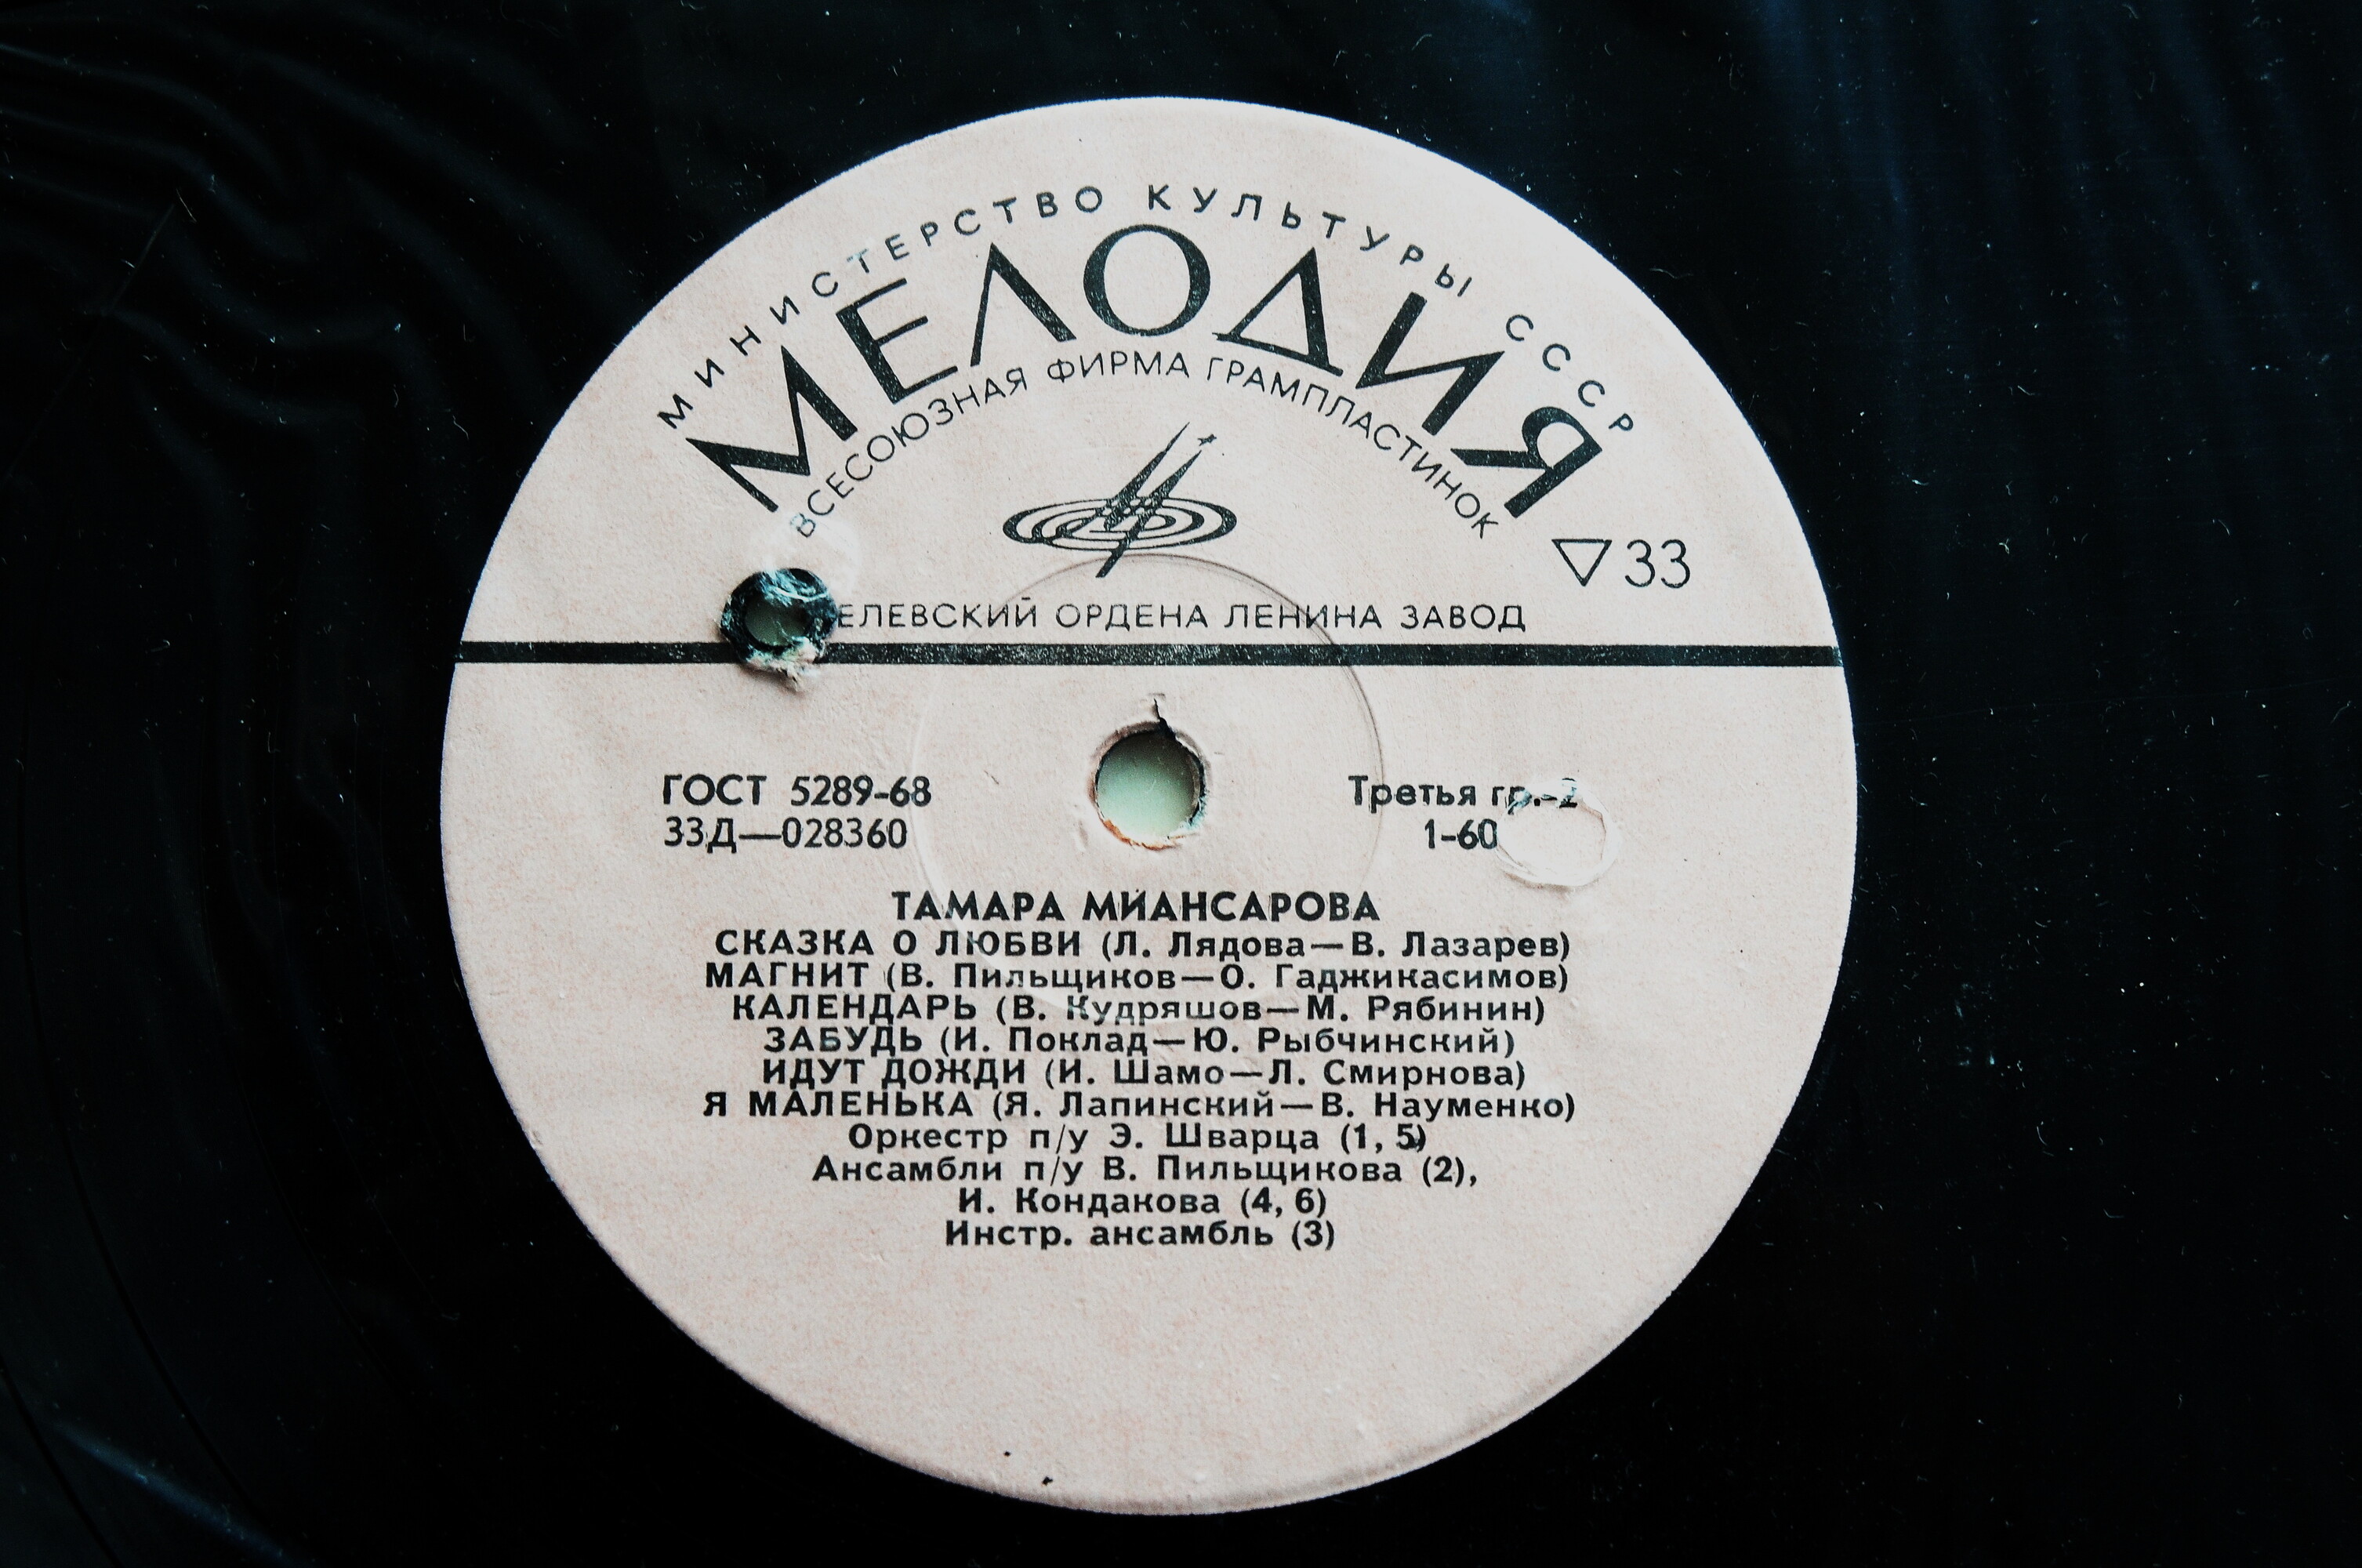 МИНИСТЕРСТВО КУЛЬТУРЫ СССР
МЕЛОДИЯ
ВСЕСОЮЗНАЯ ФИРМА ГРАМПЛАСТИНОК
33
ОРДЕНА ЛЕНИНА ЗАВОД
ГОСТ 5289-68
Третья гр.-2
33Д—028360
1-60
ТАМАРА МИАНСАРОВА
СКАЗКА О ЛЮБВИ (Л. Лядова—В. Лазарев)
МАГНИТ (В. Пильщиков—О. Гаджикасимов)
КАЛЕНДАРЬ (В. Кудряшов—М. Рябинин)
ЗАБУДЬ (И. Поклад—Ю. Рыбчинский)
ИДУТ ДОЖДИ (И. Шамо—Л. Смирнова)
Я МАЛЕНЬКА (Я. Лапинский—В. Науменко)
Оркестр п/у Э. Шварца (1, 5)
Ансамбли п/у В. Пильщикова (2),
И. Кондакова (4, 6)
Инстр. ансамбль (3)